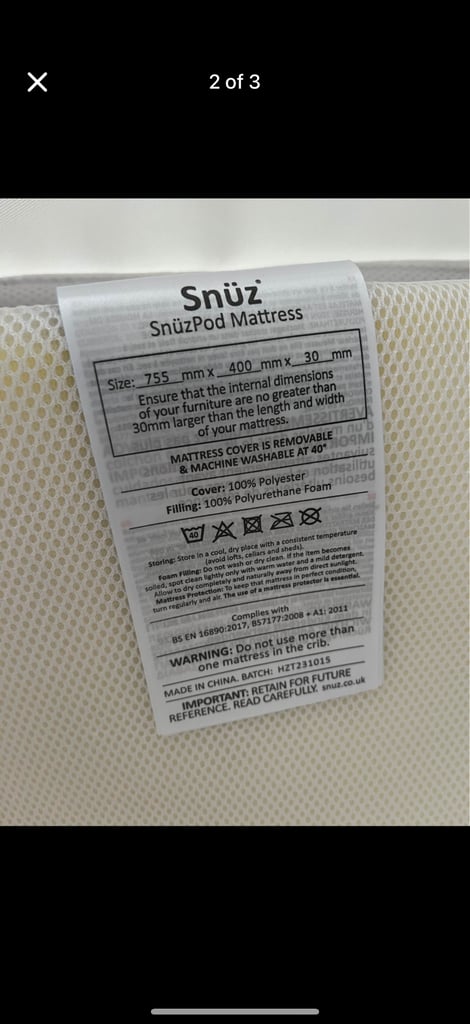 2 of 3
Snüz
SnüzPod Mattress
Size: 755 mm x 400 mm x 30 mm
Ensure that the internal dimensions
of your furniture are no greater than
30mm larger than the length and width
of your mattress.
MATTRESS COVER IS REMOVABLE
& MACHINE WASHABLE AT 40°
Cover: 100% Polyester
Filling: 100% Polyurethane Foam
40
Storing: Store in a cool, dry place with a consistent temperature
(avoid lofts, cellars and sheds).
Foam Filling: Do not wash or dry clean. If the item becomes
soiled, spot clean lightly only with warm water and a mild detergent.
Allow to dry completely and naturally away from direct sunlight.
Mattress Protection: To keep that mattress in perfect condition,
turn regularly and air. The use of a mattress protector is essential.
Complies with
BS EN 16890:2017, BS7177:2008 + A1: 2011
WARNING: Do not use more than
one mattress in the crib.
MADE IN CHINA. BATCH: HZT231015
IMPORTANT: RETAIN FOR FUTURE
REFERENCE. READ CAREFULLY. snuz.co.uk